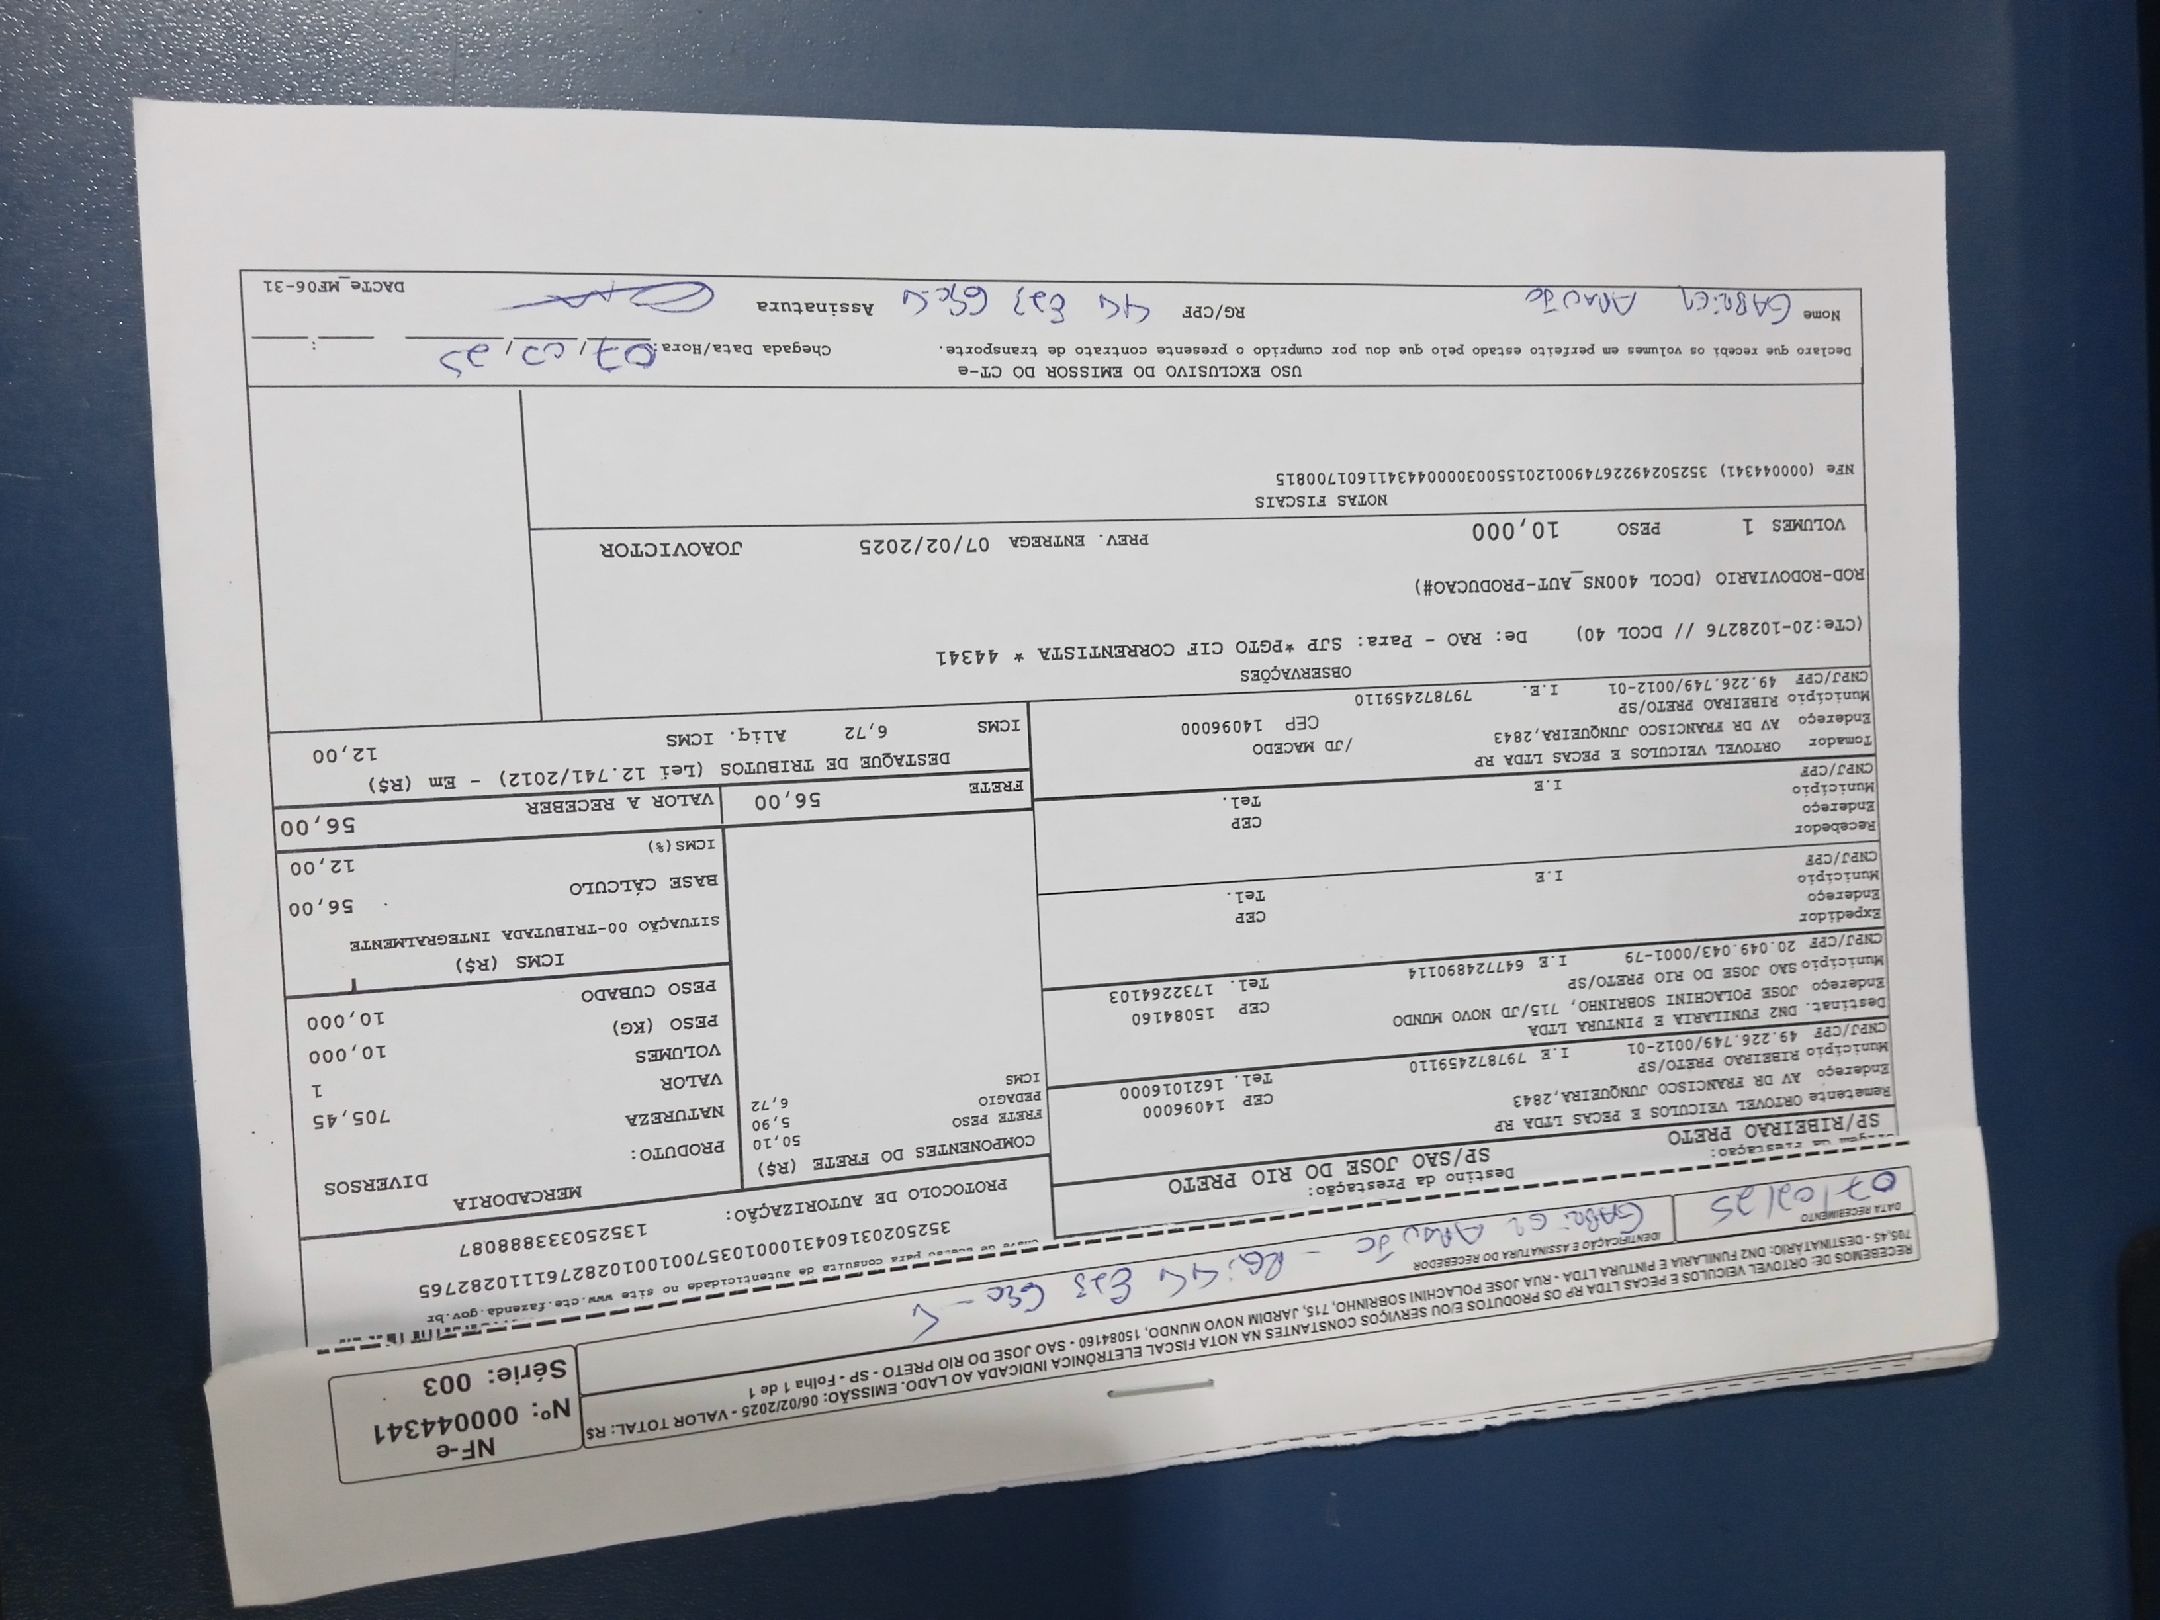 NF-e
Nº: 000044341
Série: 003
RECEBEMOS DE: ORTOVEL VEICULOS E PECAS LTDA RP OS PRODUTOS E/OU SERVIÇOS CONSTANTES NA NOTA FISCAL ELETRÔNICA INDICADA AO LADO. EMISSÃO: 06/02/2025 - VALOR TOTAL: R$
705,45 - DESTINATÁRIO: DN2 FUNILARIA E PINTURA LTDA - RUA JOSE POLACHINI SOBRINHO, 715, JARDIM NOVO MUNDO, 15084160 - SAO JOSE DO RIO PRETO - SP - Folha 1 de 1
DATA RECEBIMENTO
07/02/25
IDENTIFICAÇÃO E ASSINATURA DO RECEBEDOR
GABRiEl ARAUJO - RG:
para consulta de autenticidade no site www.cte.fazenda.gov.br
PROTOCOLO DE AUTORIZAÇÃO: 135250333888087
Destino da Prestação:
SP/RIBEIRAO PRETO
SP/SAO JOSE DO RIO PRETO
Remetente ORTOVEL VEICULOS E PECAS LTDA RP
Endereço AV DR FRANCISCO JUNQUEIRA,2843 CEP 14096000
Município RIBEIRAO PRETO/SP Tel. 1621016000
CNPJ/CPF 49.226.749/0012-01 I.E 797872459110
Destinat. DN2 FUNILARIA E PINTURA LTDA
Endereço JOSE POLACHINI SOBRINHO, 715/JD NOVO MUNDO CEP 15084160
Município SAO JOSE DO RIO PRETO/SP Tel. 1732264103
CNPJ/CPF 20.049.043/0001-79 I.E 647724890114
Expedidor
Endereço CEP
Município Tel.
CNPJ/CPF I.E
Recebedor
Endereço CEP
Município Tel.
CNPJ/CPF I.E
Tomador ORTOVEL VEICULOS E PECAS LTDA RP
Endereço AV DR FRANCISCO JUNQUEIRA,2843 /JD MACEDO
Município RIBEIRAO PRETO/SP CEP 14096000
CNPJ/CPF 49.226.749/0012-01 I.E. 797872459110
COMPONENTES DO FRETE (R$)
FRETE PESO 50,10
PEDAGIO 5,90
ICMS 6,72
MERCADORIA
PRODUTO: DIVERSOS
NATUREZA
VALOR 705,45
VOLUMES 1
PESO (KG) 10,000
PESO CUBADO 10,000
ICMS (R$)
SITUAÇÃO 00-TRIBUTADA INTEGRALMENTE
BASE CÁLCULO 56,00
ICMS(%) 12,00
FRETE 56,00
VALOR A RECEBER 56,00
DESTAQUE DE TRIBUTOS (Lei 12.741/2012) - Em (R$)
ICMS 6,72 Aliq. ICMS 12,00
OBSERVAÇÕES
(CTe:20-1028276 // DCOL 40) De: RAO - Para: SJP *PGTO CIF CORRENTISTA * 44341
ROD-RODOVIARIO (DCOL 400NS_AUT-PRODUCAO#)
VOLUMES 1 PESO 10,000 PREV. ENTREGA 07/02/2025 JOAOVICTOR
NOTAS FISCAIS
NFe (000044341) 35250249226749001201550030000443411601700815
USO EXCLUSIVO DO EMISSOR DO CT-e
Declaro que recebi os volumes em perfeito estado pelo que dou por cumprido o presente contrato de transporte. Chegada Data/Hora: 07/02/25
Nome GABRiEl ARAUJO RG/CPF Assinatura
DACTe_MF06-31